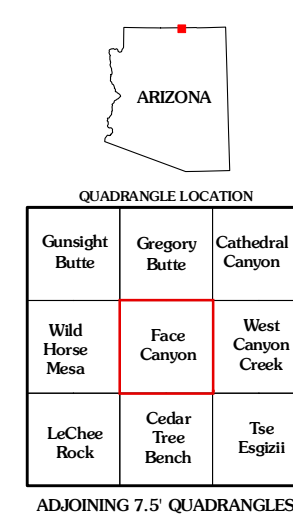 ARIZONA
QUADRANGLE LOCATION
Gunsight
Butte
Gregory
Butte
Cathedral
Canyon
Wild
Horse
Mesa
Face
Canyon
West
Canyon
Creek
LeChee
Rock
Cedar
Tree
Bench
Tse
Esgizii
ADJOINING 7.5' QUADRANGLES